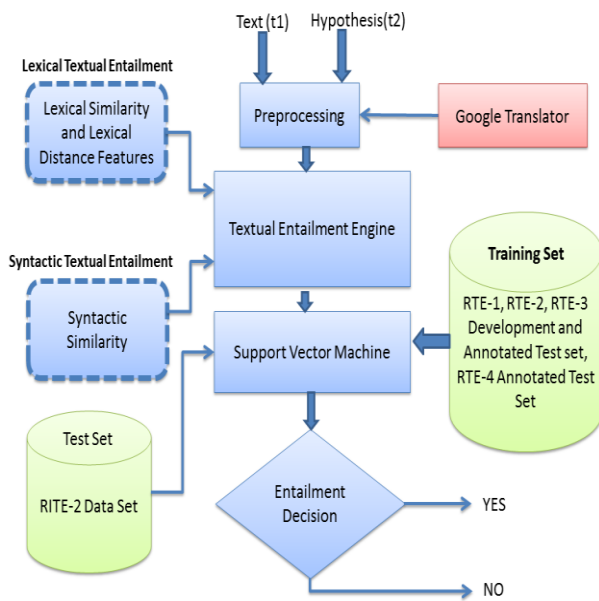 Text (t1)
Hypothesis(t2)
Lexical Textual Entailment
Lexical Similarity
and Lexical
Distance Features
Preprocessing
Google Translator
Textual Entailment Engine
Syntactic Textual Entailment
Syntactic
Similarity
Training Set
RTE-1, RTE-2, RTE-3
Development and
Annotated Test set,
RTE-4 Annotated Test
Set
Support Vector Machine
Test Set
RITE-2 Data Set
Entailment
Decision
YES
NO